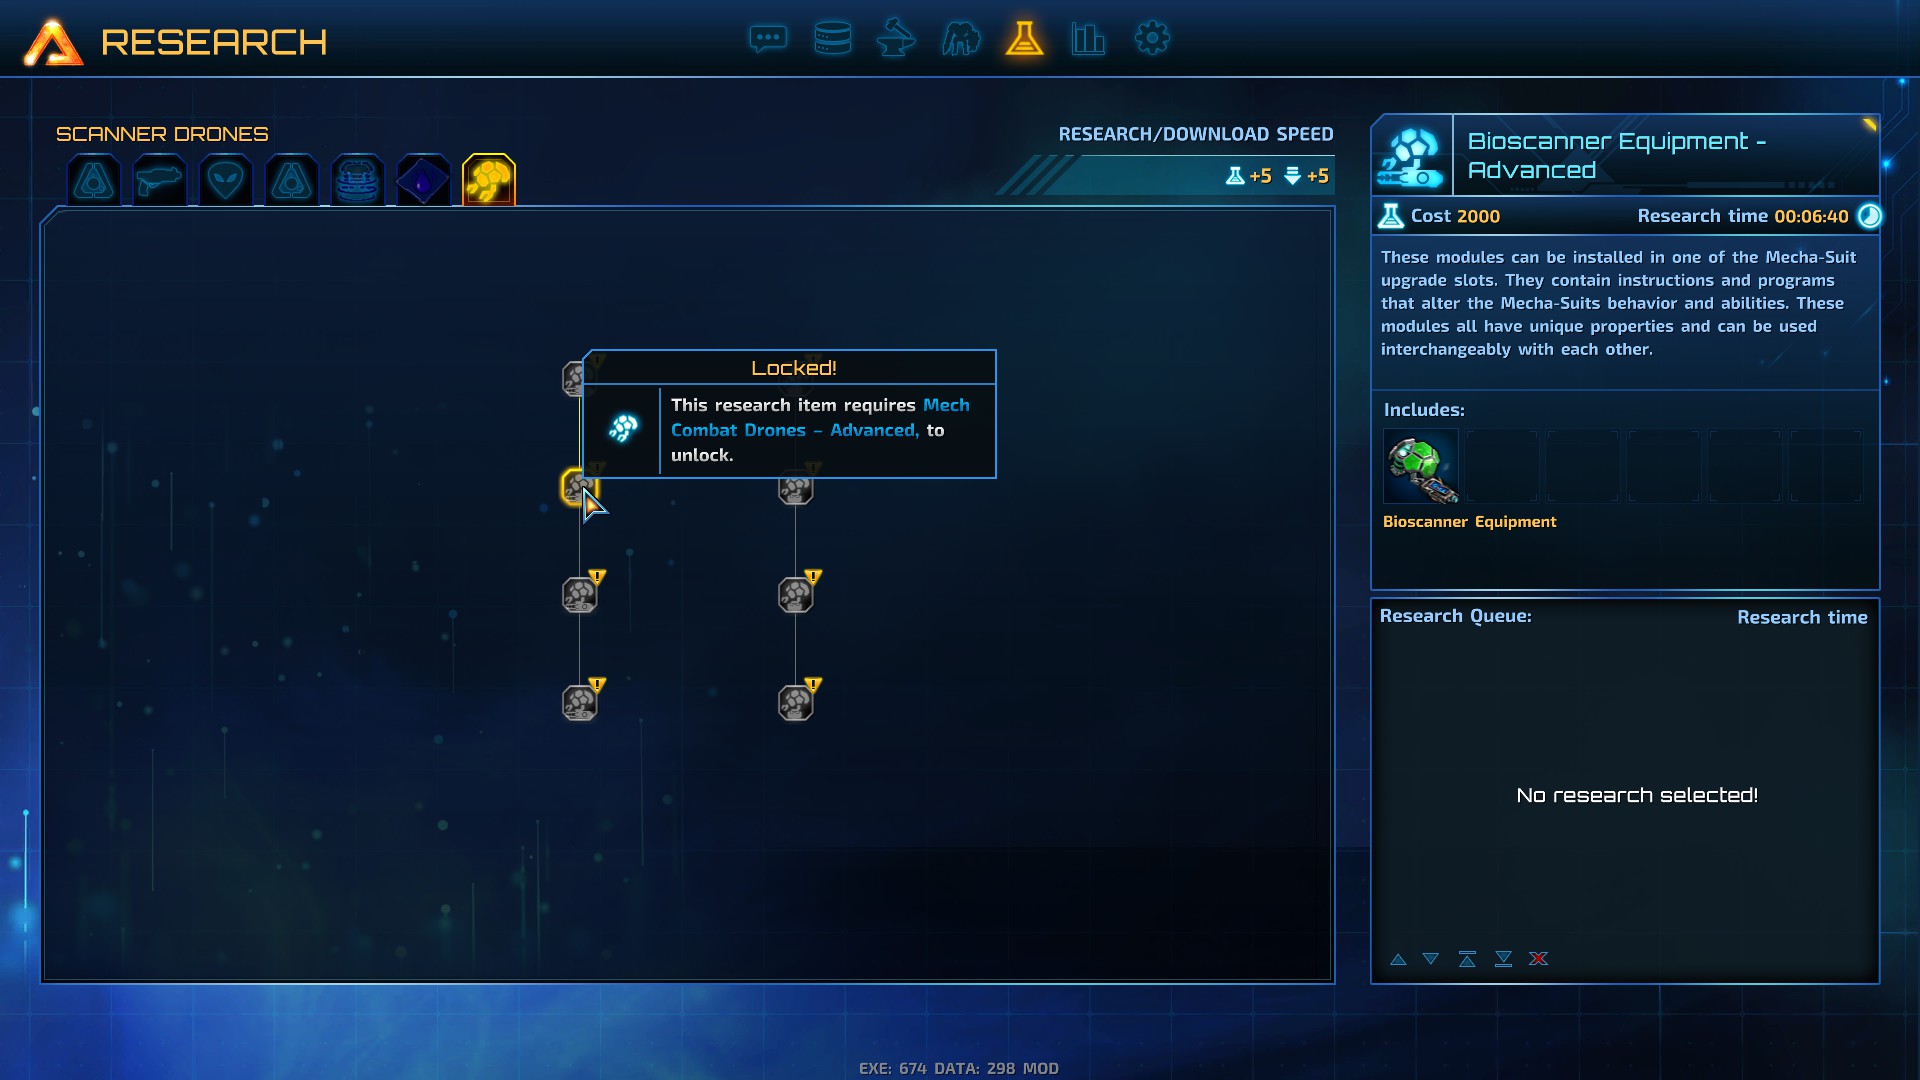 RESEARCH
SCANNER DRONES
RESEARCH/DOWNLOAD SPEED
+5 +5
Locked!
This research item requires Mech
Combat Drones - Advanced, to
unlock.
Bioscanner Equipment -
Advanced
Cost 2000 Research time 00:06:40
These modules can be installed in one of the Mecha-Suit
upgrade slots. They contain instructions and programs
that alter the Mecha-Suits behavior and abilities. These
modules all have unique properties and can be used
interchangeably with each other.
Includes:
Bioscanner Equipment
Research Queue: Research time
No research selected!
EXE: 674 DATA: 298 MOD